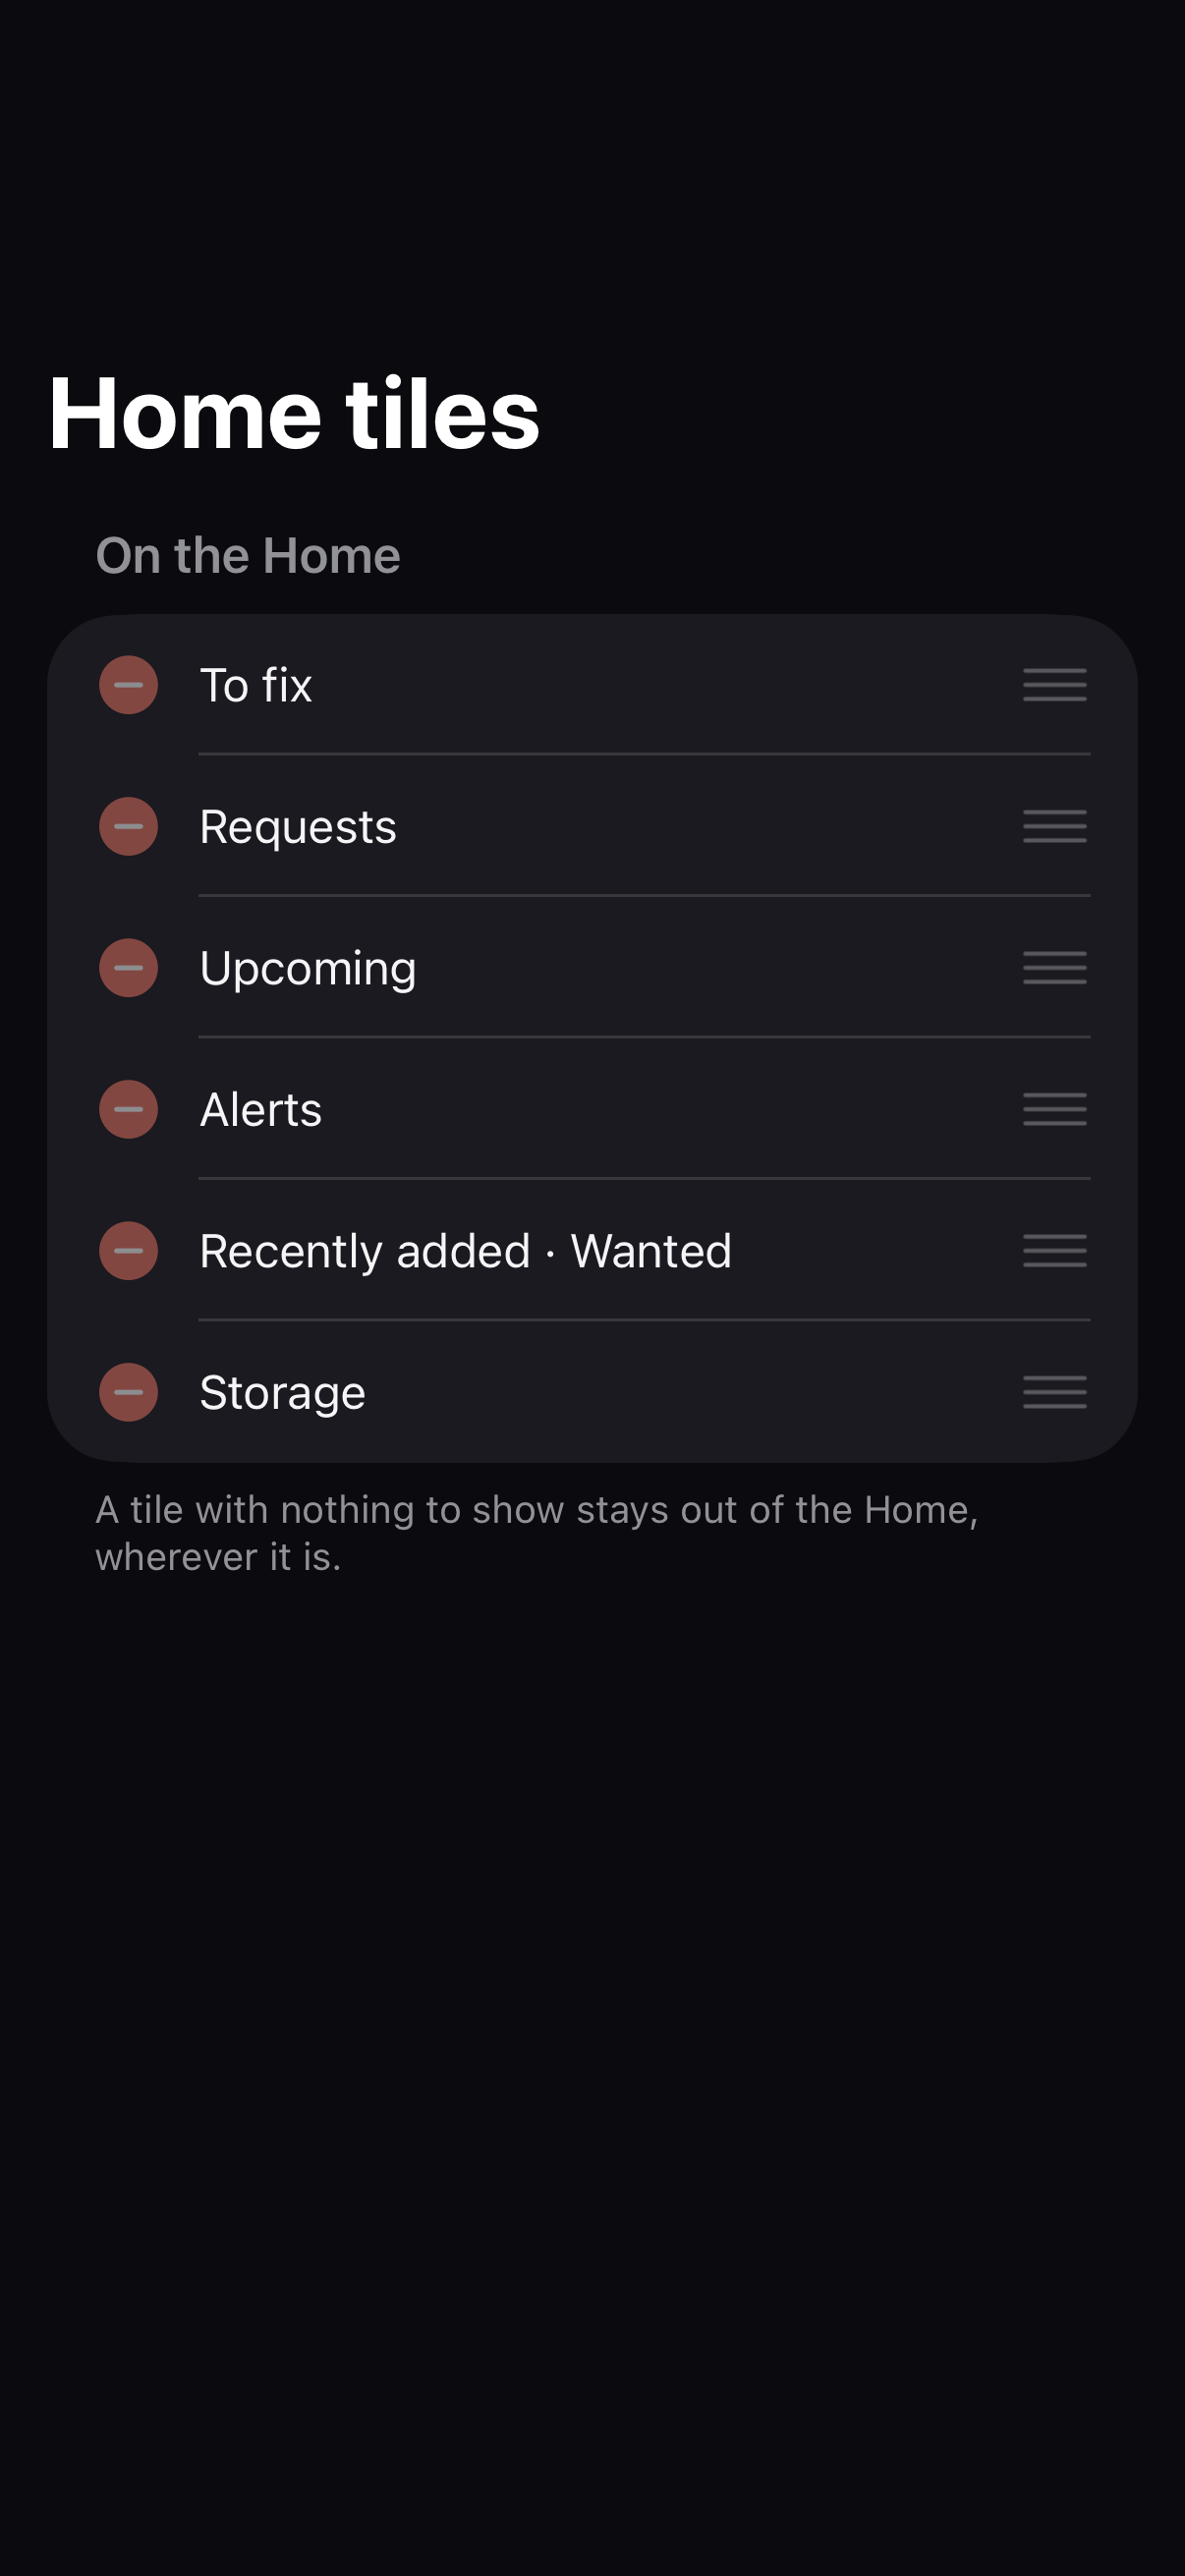 Home tiles
On the Home
To fix
Requests
Upcoming
Alerts
Recently added · Wanted
Storage
A tile with nothing to show stays out of the Home,
wherever it is.